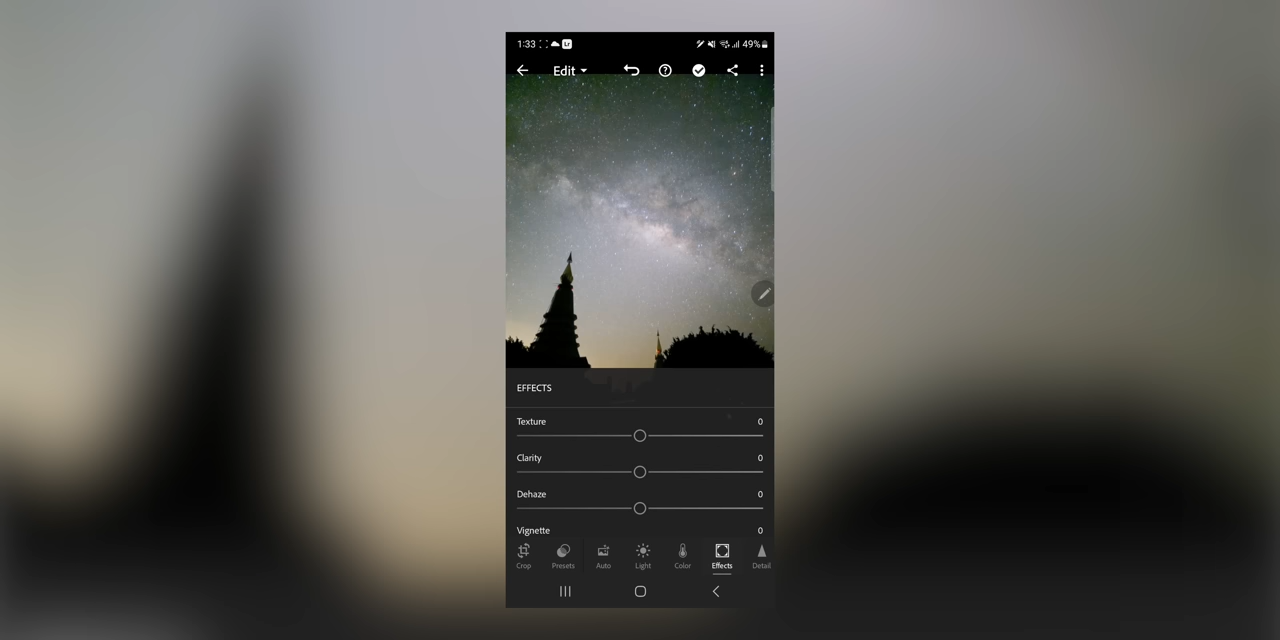 1:33 Lr 49%
Edit
EFFECTS
Texture 0
Clarity 0
Dehaze 0
Vignette 0
Crop Presets Auto Light Color Effects Detail